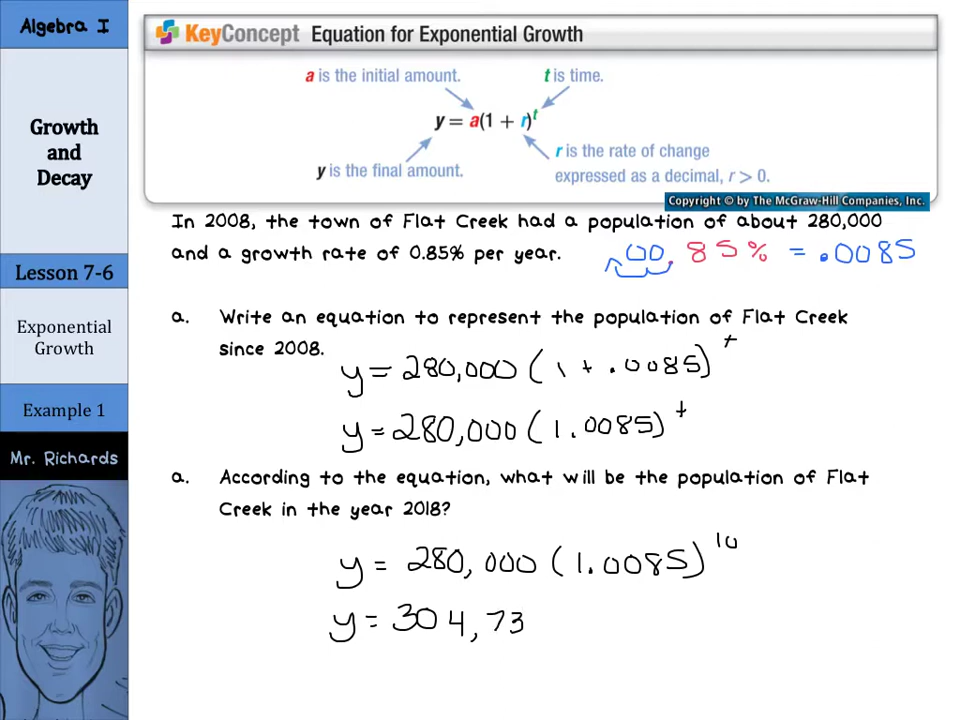 Algebra I
Growth
and
Decay
Lesson 7-6
Exponential
Growth
Example 1
Mr. Richards
KeyConcept Equation for Exponential Growth
a is the initial amount.
t is time.
y = a(1 + r)^t
y is the final amount.
r is the rate of change
expressed as a decimal, r > 0.
Copyright © by The McGraw-Hill Companies, Inc.
In 2008, the town of Flat Creek had a population of about 280,000
and a growth rate of 0.85% per year.
00.85% = .0085
a. Write an equation to represent the population of Flat Creek
since 2008.
y = 280,000 (1 + .0085)^t
y = 280,000 (1.0085)^t
a. According to the equation, what will be the population of Flat
Creek in the year 2018?
y = 280,000 (1.0085)^10
y = 304,73